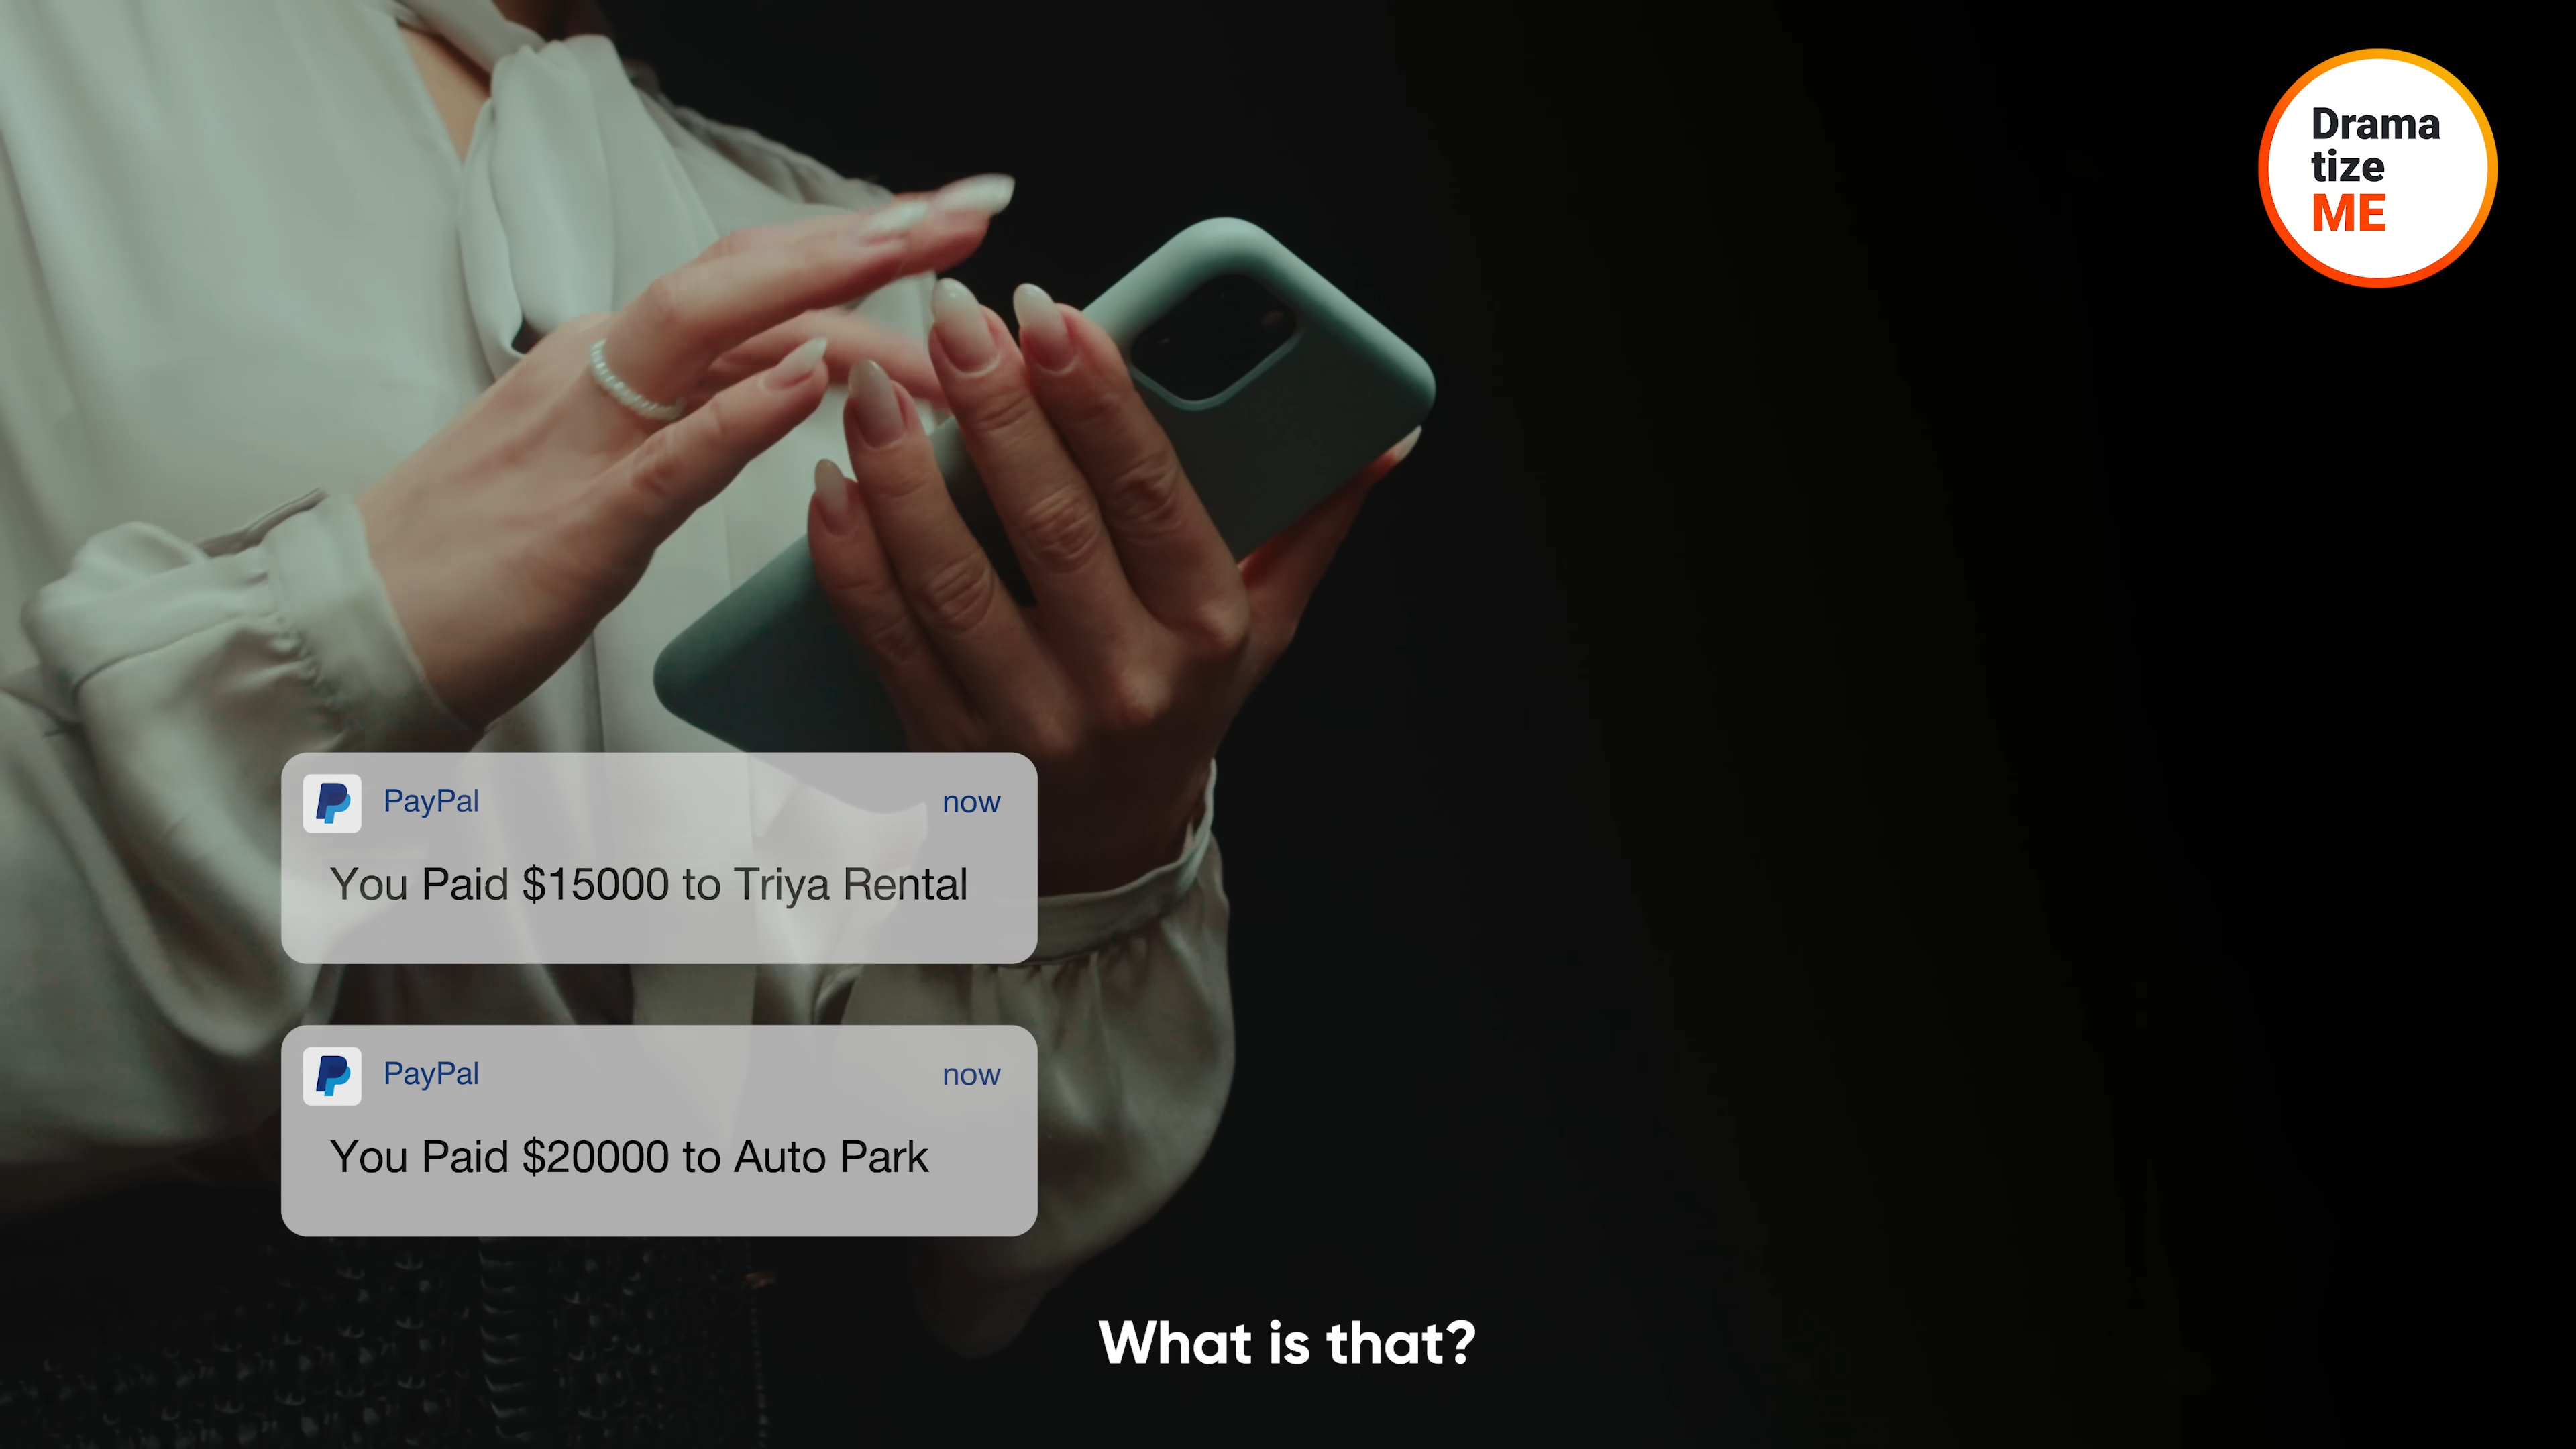 Drama
tize
ME
PayPal now
You Paid $15000 to Triya Rental
PayPal now
You Paid $20000 to Auto Park
What is that?